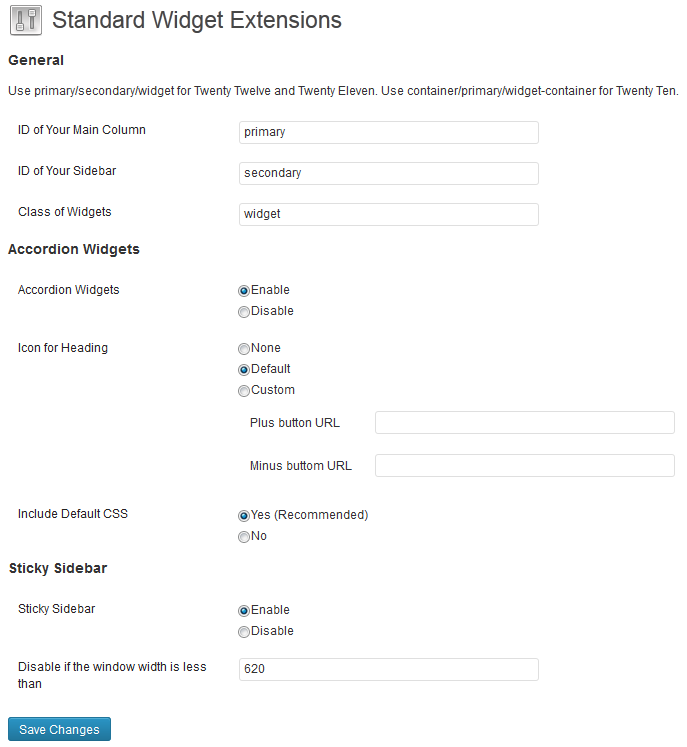 Standard Widget Extensions
General
Use primary/secondary/widget for Twenty Twelve and Twenty Eleven. Use container/primary/widget-container for Twenty Ten.
ID of Your Main Column primary
ID of Your Sidebar secondary
Class of Widgets widget
Accordion Widgets
Accordion Widgets Enable
Disable
Icon for Heading None
Default
Custom
Plus button URL
Minus buttom URL
Include Default CSS Yes (Recommended)
No
Sticky Sidebar
Sticky Sidebar Enable
Disable
Disable if the window width is less 620
than
Save Changes